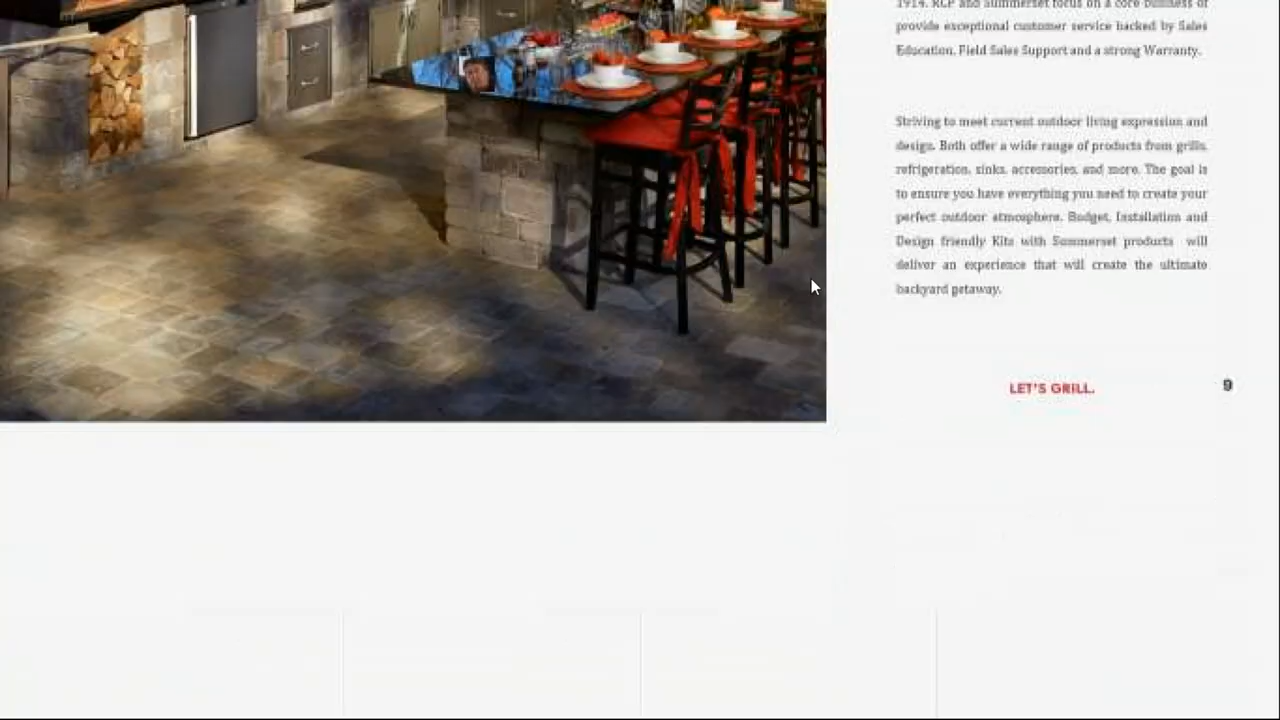 1914. RCP and Summerset focus on a core business of
provide exceptional customer service backed by Sales
Education, Field Sales Support and a strong Warranty.
Striving to meet current outdoor living expression and
design. Both offer a wide range of products from grills,
refrigeration, sinks, accessories, and more. The goal is
to ensure you have everything you need to create your
perfect outdoor atmosphere. Budget, Installation and
Design friendly Kits with Summerset products will
deliver an experience that will create the ultimate
backyard getaway.
LET'S GRILL.
9